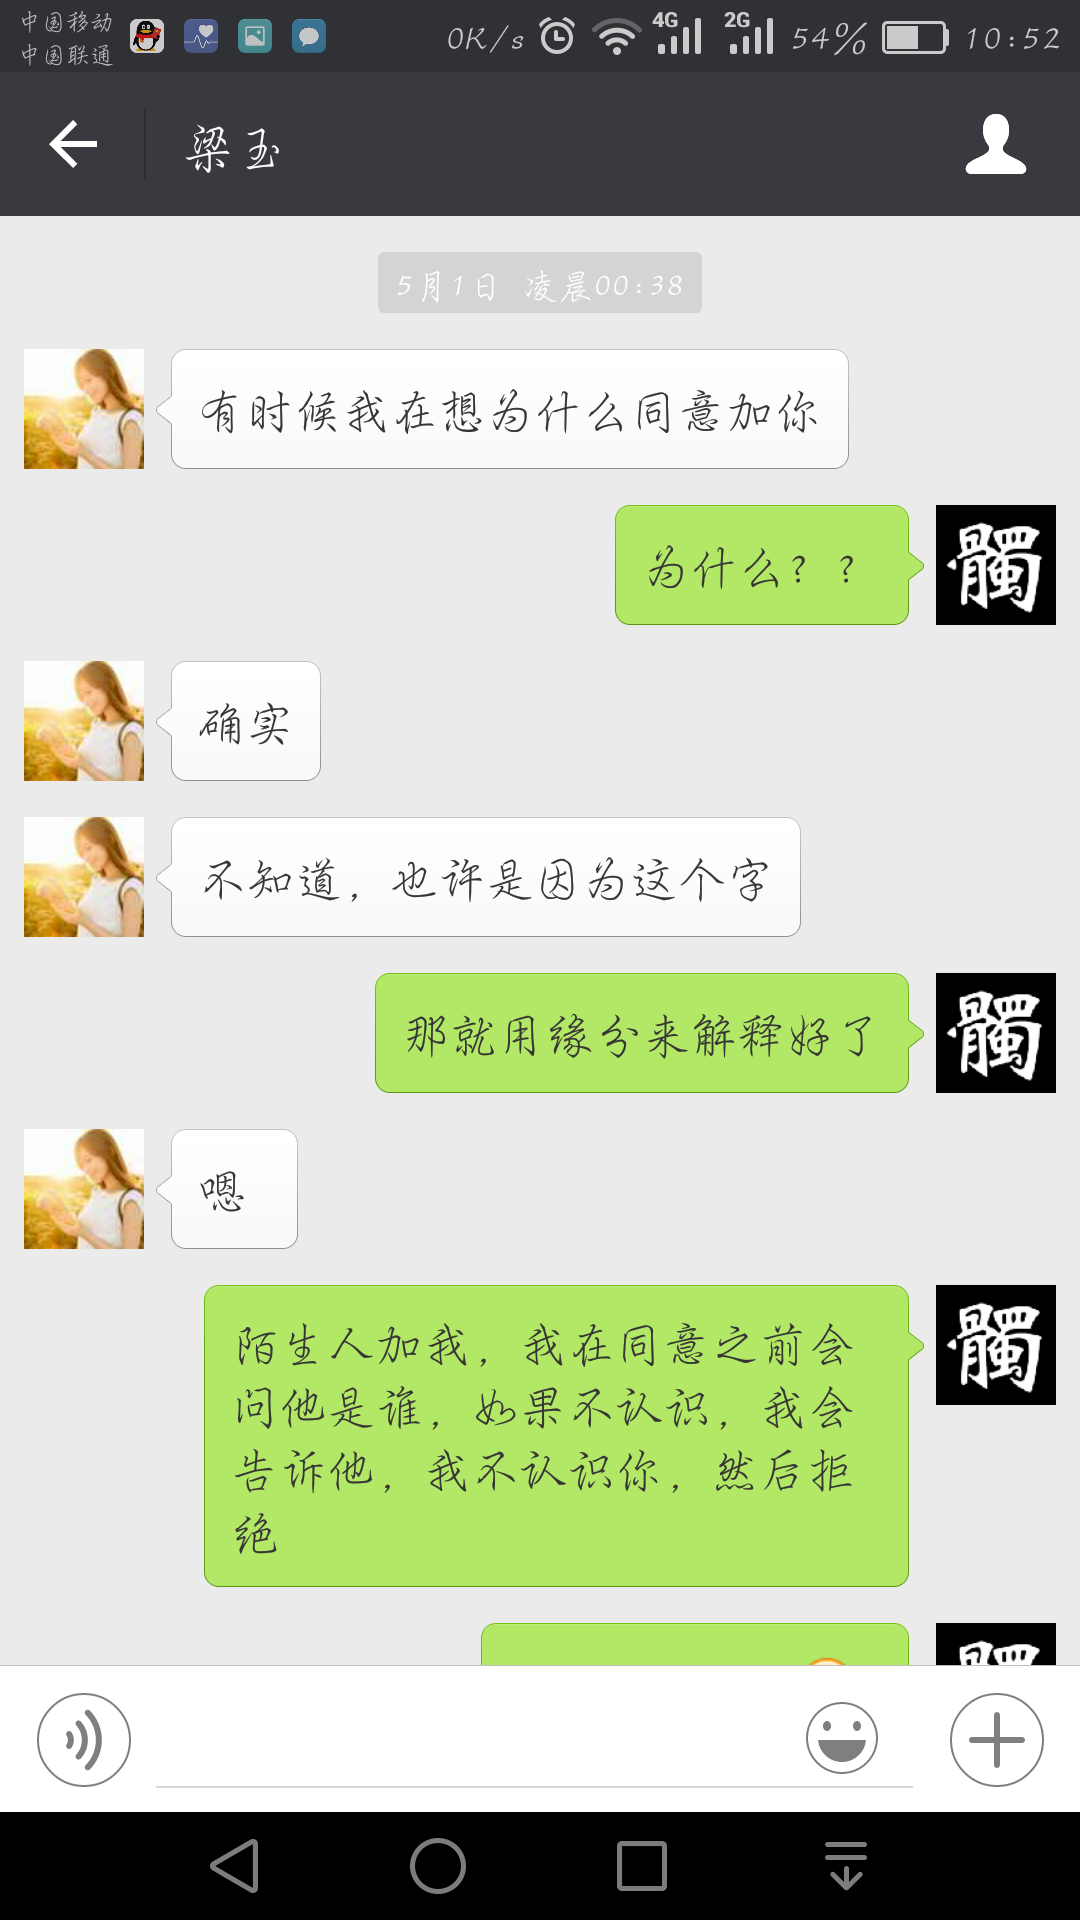 中国移动
中国联通
0K/s 4G 2G 54% 10:52
梁玉
5月1日 凌晨00:38
有时候我在想为什么同意加你
为什么？？
髑
确实
不知道，也许是因为这个字
那就用缘分来解释好了
髑
嗯
陌生人加我，我在同意之前会
问他是谁，如果不认识，我会
告诉他，我不认识你，然后拒
绝
髑